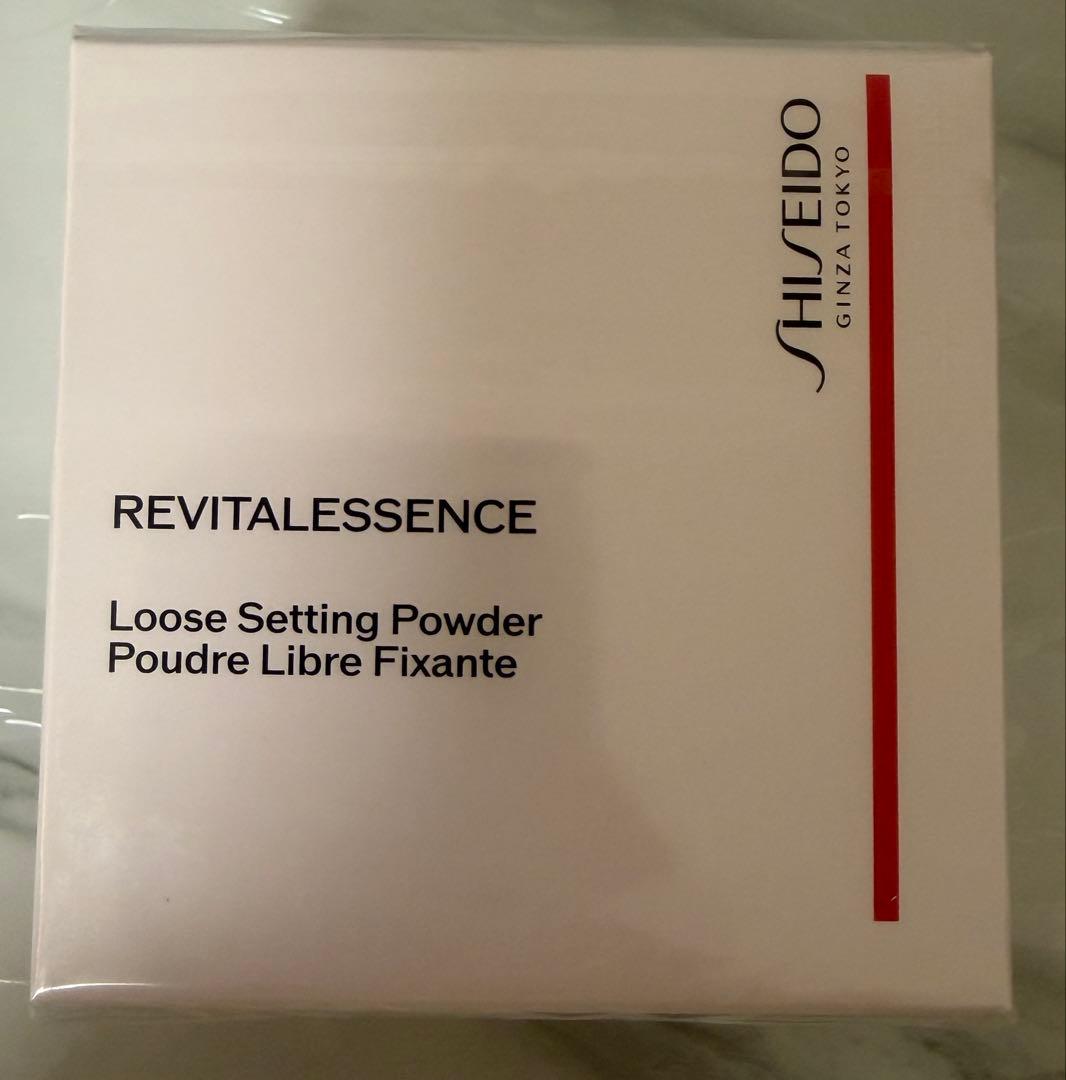 SHISEIDO
GINZA TOKYO
REVITALESSENCE
Loose Setting Powder
Poudre Libre Fixante